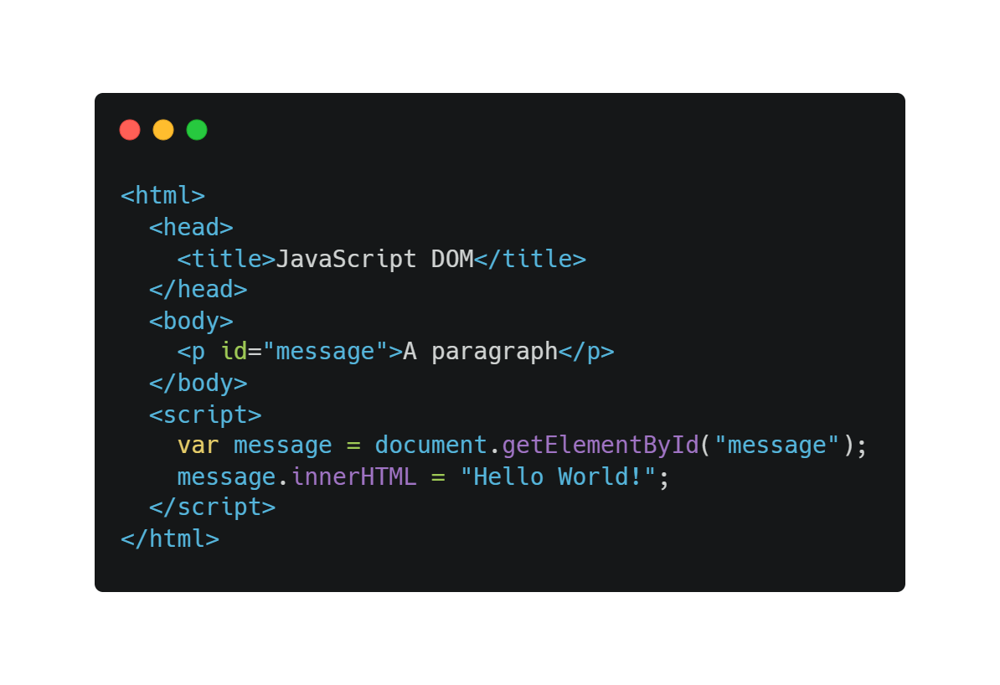 <html>
  <head>
    <title>JavaScript DOM</title>
  </head>
  <body>
    <p id="message">A paragraph</p>
  </body>
  <script>
    var message = document.getElementById("message");
    message.innerHTML = "Hello World!";
  </script>
</html>